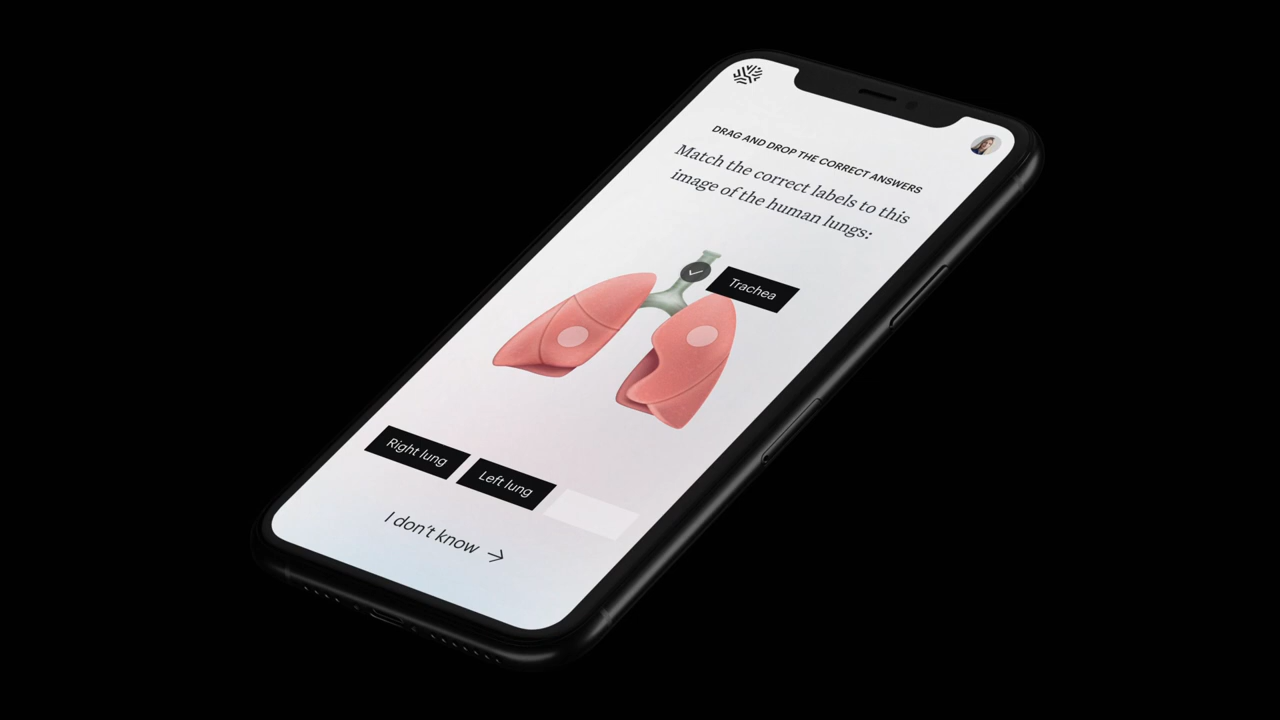 DRAG AND DROP THE CORRECT ANSWERS
Match the correct labels to this
image of the human lungs:
Trachea
Right lung
Left lung
I don't know →